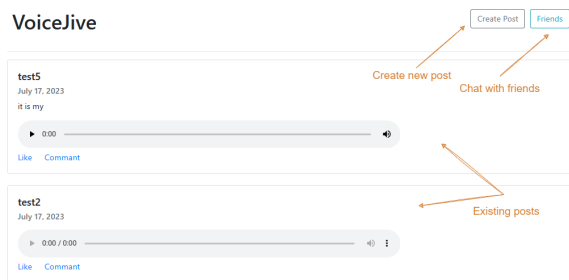 VoiceJive
Create Post
Friends
Create new post
Chat with friends
test5
July 17, 2023
it is my
0:00
Like Commant
Existing posts
test2
July 17, 2023
0:00 / 0:00
Like Commant